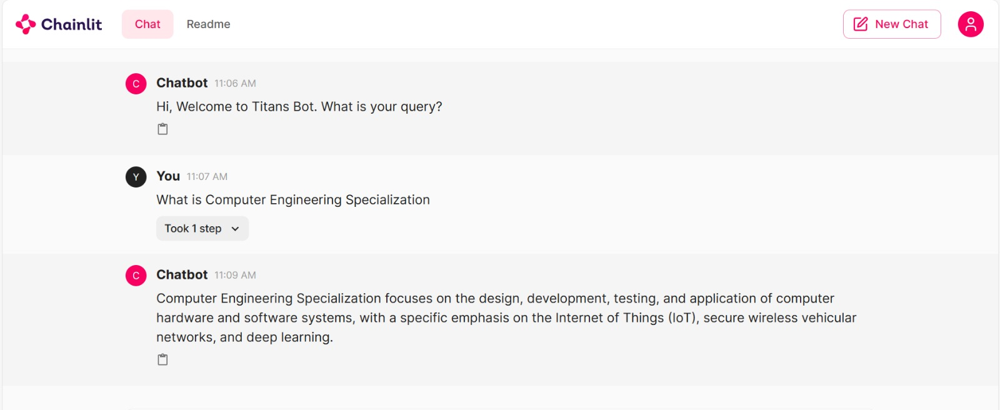 Chainlit Chat Readme New Chat
C Chatbot 11:06 AM
Hi, Welcome to Titans Bot. What is your query?
Y You 11:07 AM
What is Computer Engineering Specialization
Took 1 step
C Chatbot 11:09 AM
Computer Engineering Specialization focuses on the design, development, testing, and application of computer
hardware and software systems, with a specific emphasis on the Internet of Things (IoT), secure wireless vehicular
networks, and deep learning.